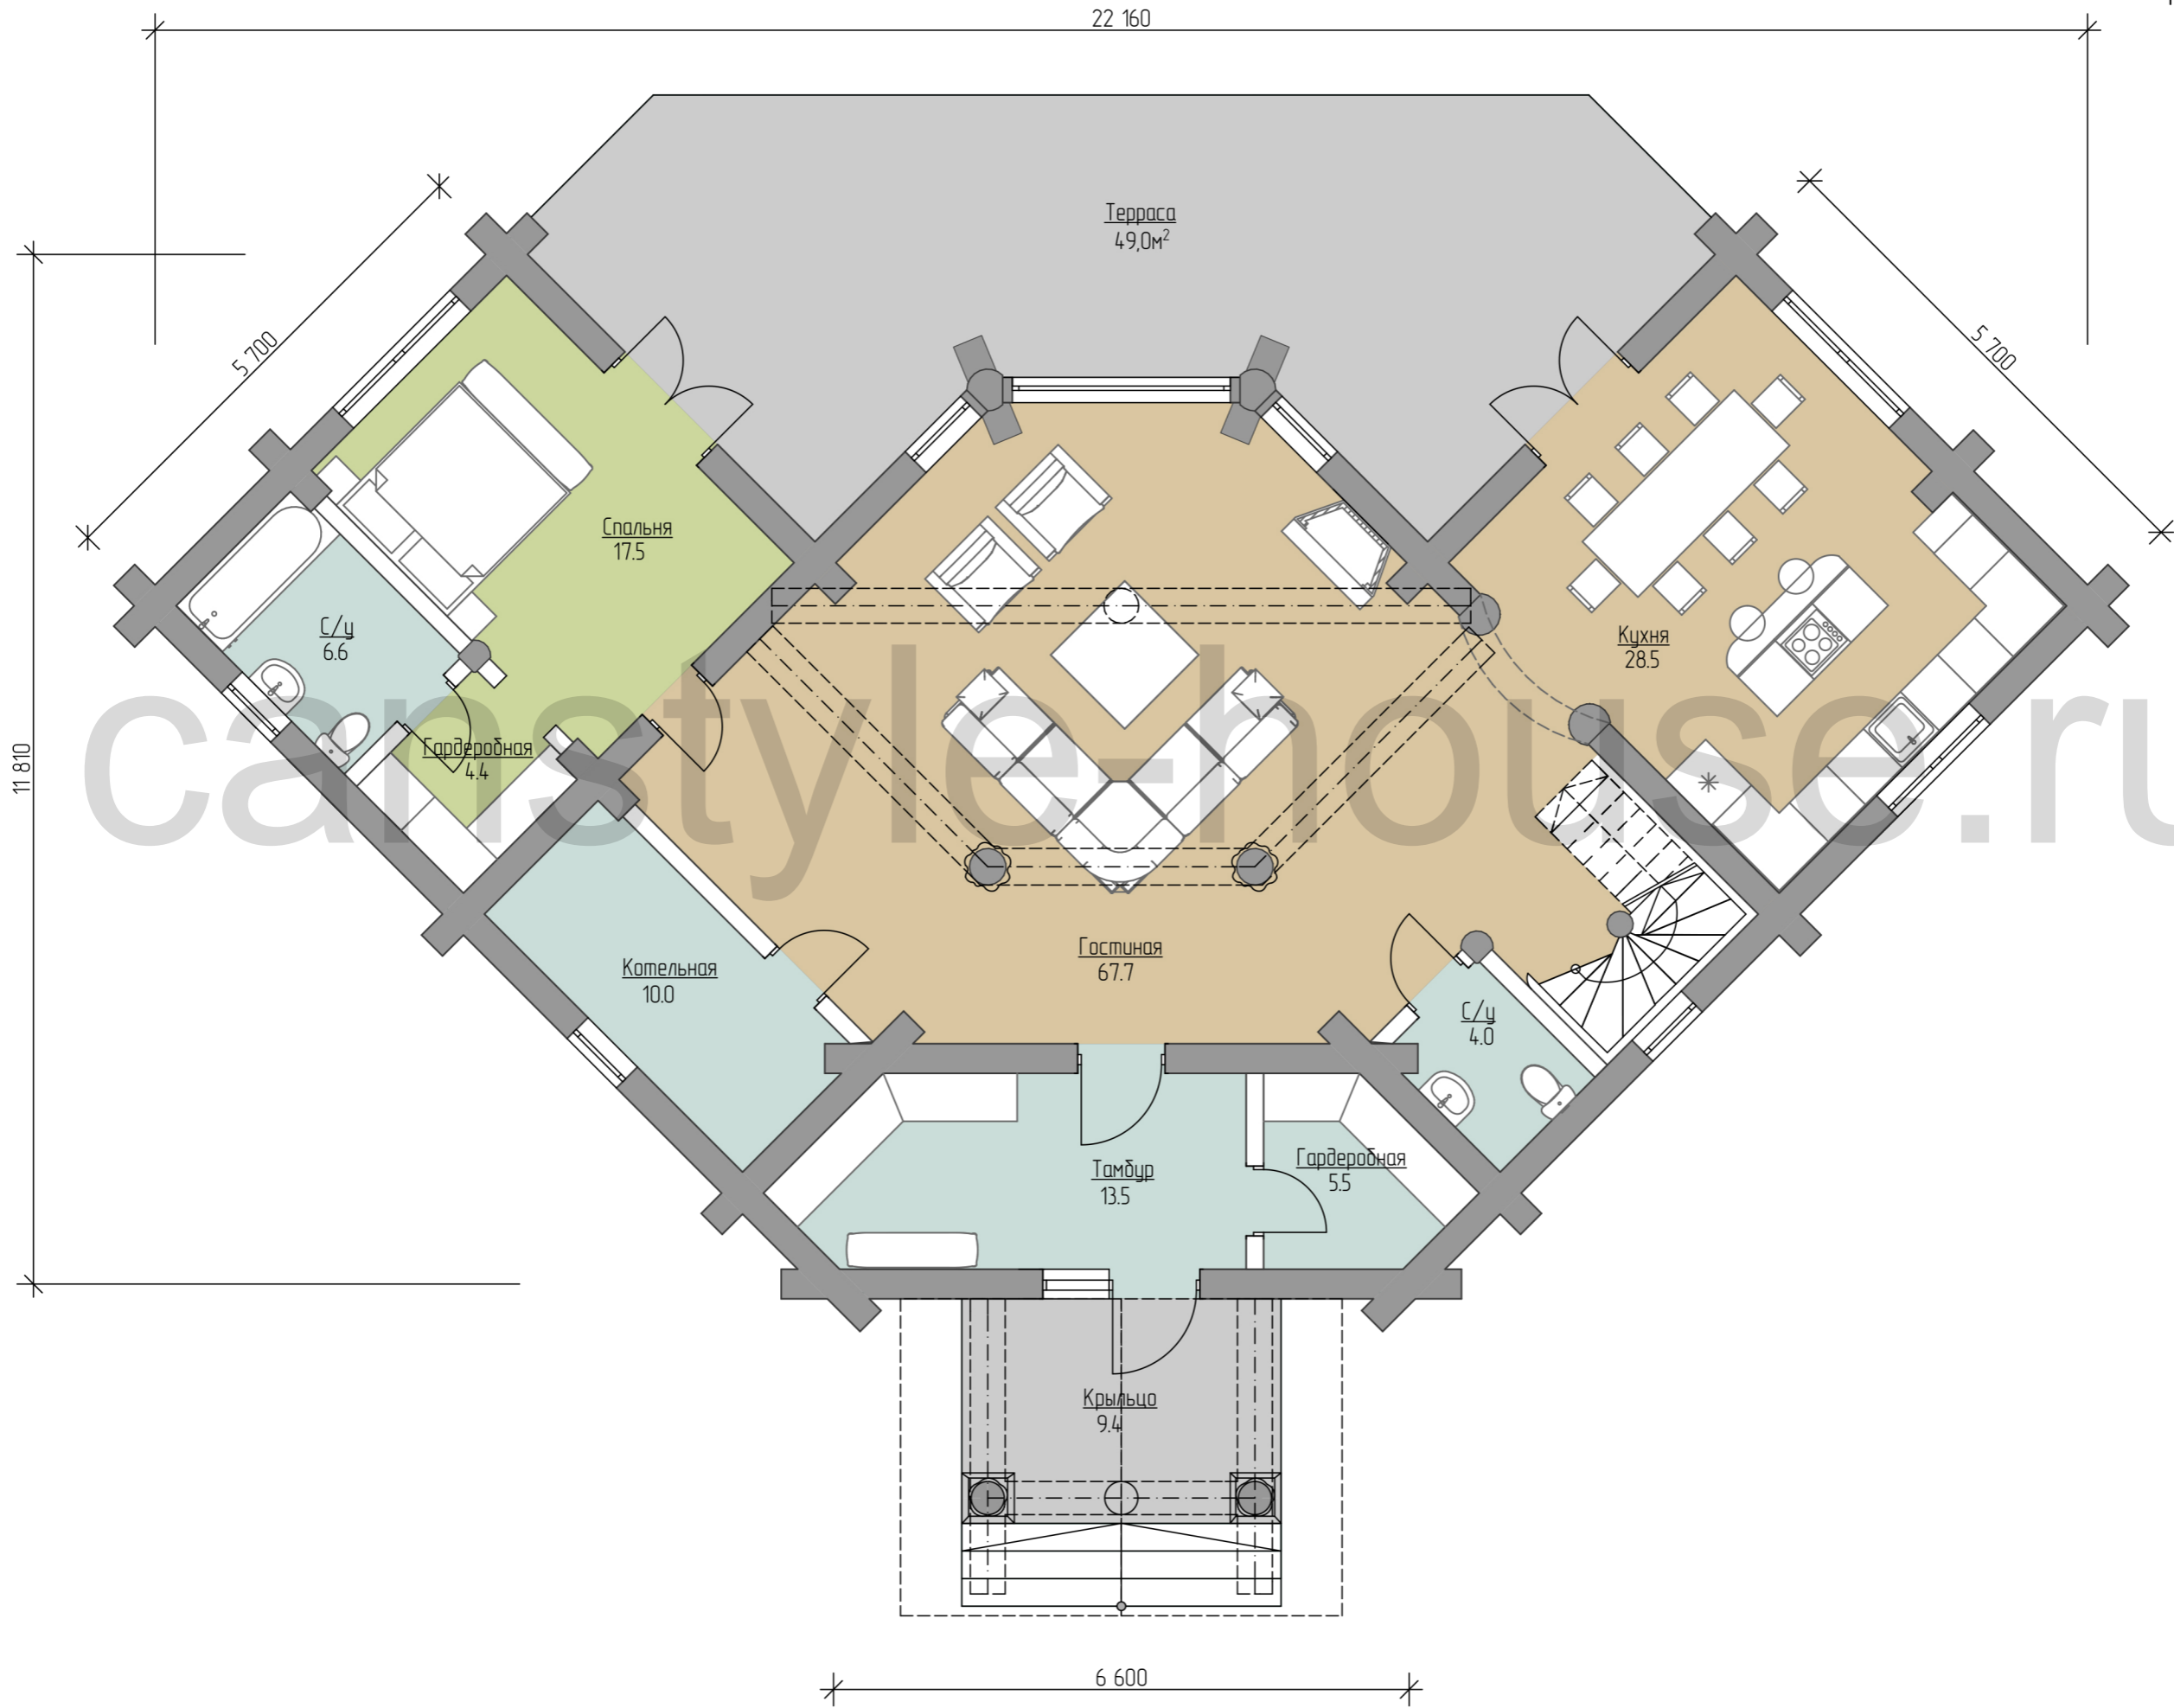 22 160
Терраса
49,0м²
5 700
5 700
Спальня
17.5
С/у
6.6
Кухня
28.5
Гардеробная
4.4
11 810
canstyle-house.ru
Гостиная
67.7
Котельная
10.0
С/у
4.0
Тамбур
13.5
Гардеробная
5.5
Крыльцо
9.4
6 600